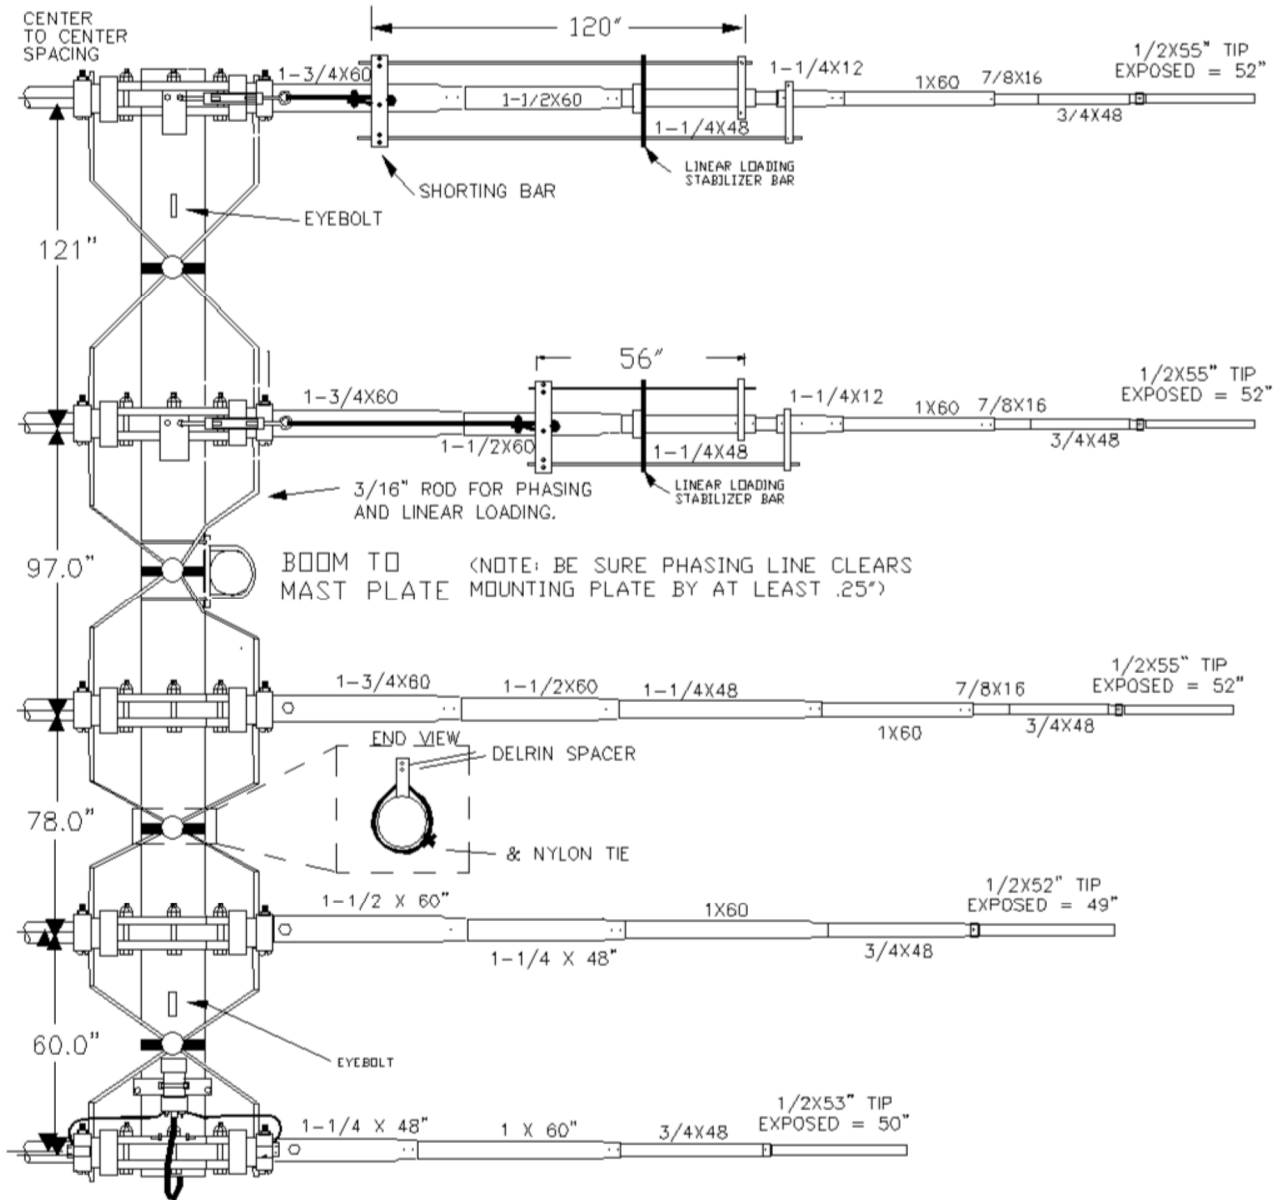 CENTER
TO CENTER
SPACING
120"
1-3/4X60
1-1/2X60
1-1/4X48
1-1/4X12
1X60
7/8X16
3/4X48
1/2X55" TIP
EXPOSED = 52"
LINEAR LOADING
STABILIZER BAR
SHORTING BAR
EYEBOLT
121"
56"
1-3/4X60
1-1/2X60
1-1/4X48
1-1/4X12
1X60
7/8X16
3/4X48
1/2X55" TIP
EXPOSED = 52"
LINEAR LOADING
STABILIZER BAR
3/16" ROD FOR PHASING
AND LINEAR LOADING.
97.0"
BOOM TO
MAST PLATE
(NOTE: BE SURE PHASING LINE CLEARS
MOUNTING PLATE BY AT LEAST .25")
1-3/4X60
1-1/2X60
1-1/4X48
1X60
7/8X16
3/4X48
1/2X55" TIP
EXPOSED = 52"
END VIEW
DELRIN SPACER
& NYLON TIE
78.0"
1-1/2 X 60"
1-1/4 X 48"
1X60
3/4X48
1/2X52" TIP
EXPOSED = 49"
60.0"
EYEBOLT
1-1/4 X 48"
1 X 60"
3/4X48
1/2X53" TIP
EXPOSED = 50"